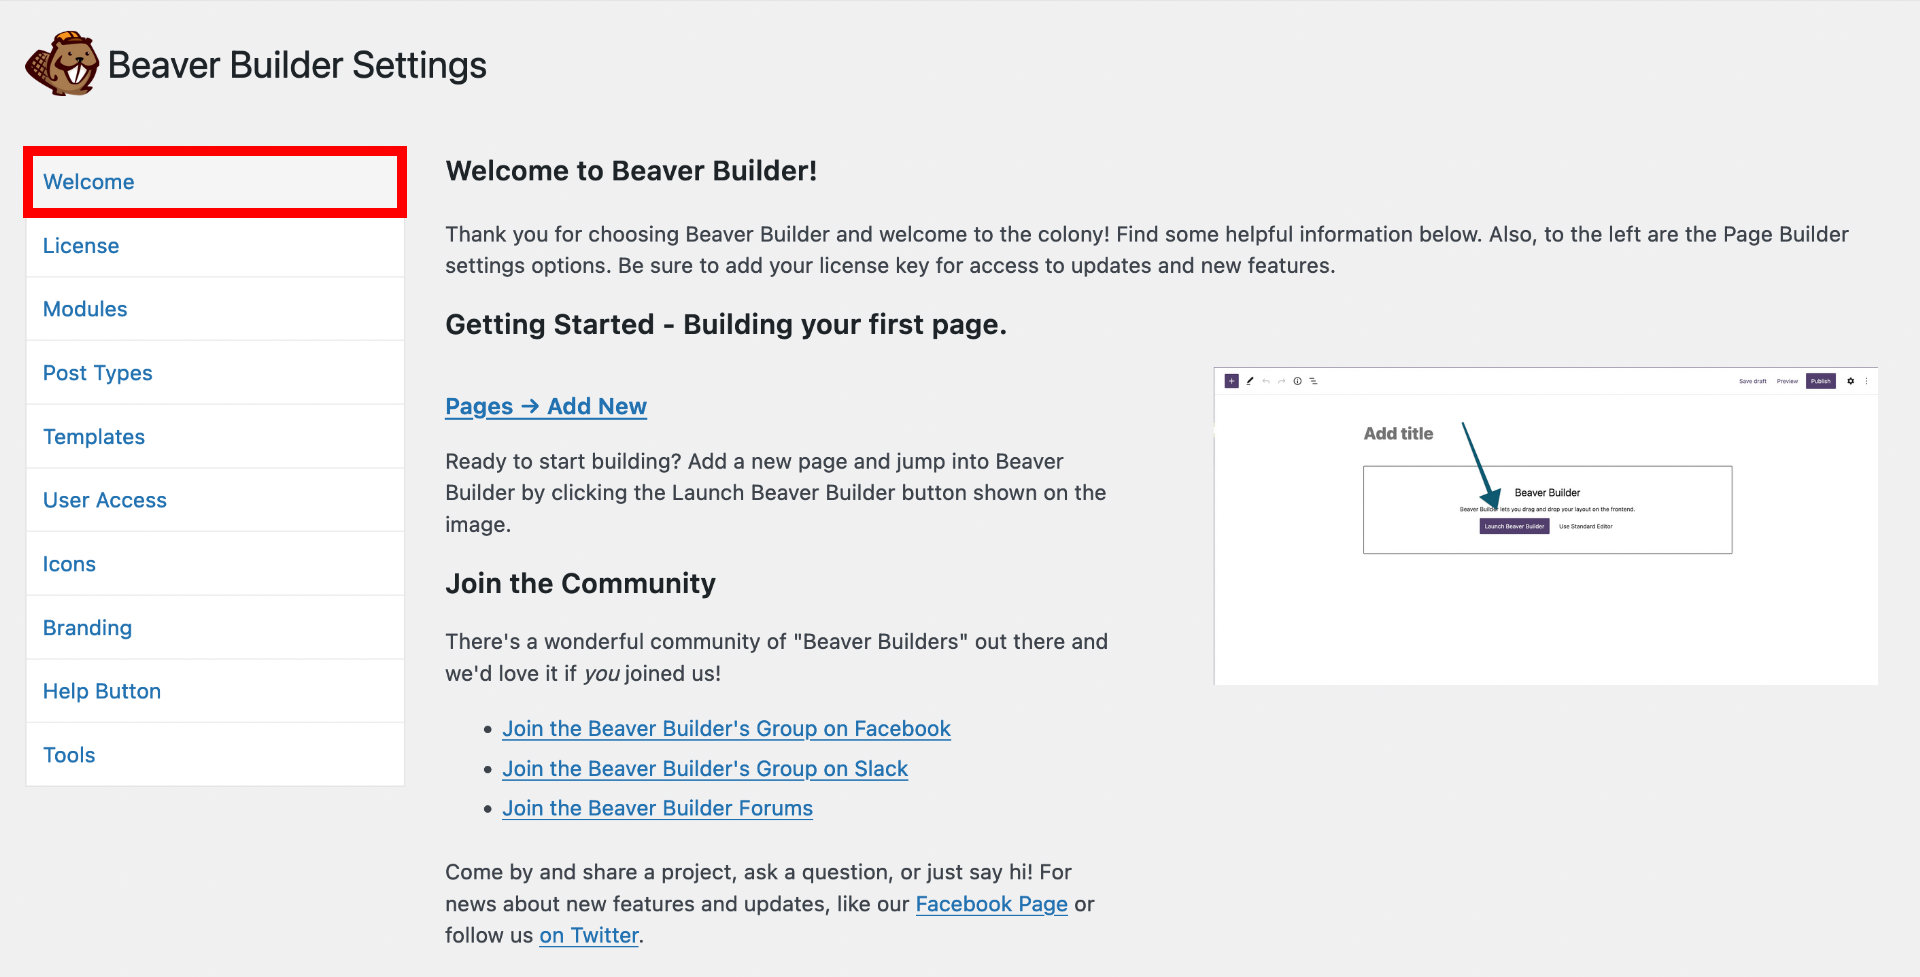 Beaver Builder Settings
Welcome
License
Modules
Post Types
Templates
User Access
Icons
Branding
Help Button
Tools
Welcome to Beaver Builder!
Thank you for choosing Beaver Builder and welcome to the colony! Find some helpful information below. Also, to the left are the Page Builder
settings options. Be sure to add your license key for access to updates and new features.
Getting Started - Building your first page.
Pages → Add New
Ready to start building? Add a new page and jump into Beaver
Builder by clicking the Launch Beaver Builder button shown on the
image.
Join the Community
There's a wonderful community of "Beaver Builders" out there and
we'd love it if you joined us!
• Join the Beaver Builder's Group on Facebook
• Join the Beaver Builder's Group on Slack
• Join the Beaver Builder Forums
Come by and share a project, ask a question, or just say hi! For
news about new features and updates, like our Facebook Page or
follow us on Twitter.
Save draft Preview Publish
Add title
Beaver Builder
Beaver Builder lets you drag and drop your layout on the frontend.
Launch Beaver Builder Use Standard Editor